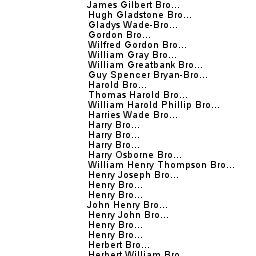 James Gilbert Bro...
Hugh Gladstone Bro...
Gladys Wade-Bro...
Gordon Bro...
Wilfred Gordon Bro...
William Gray Bro...
William Greatbank Bro...
Guy Spencer Bryan-Bro...
Harold Bro...
Thomas Harold Bro...
William Harold Phillip Bro...
Harries Wade Bro...
Harry Bro...
Harry Bro...
Harry Bro...
Harry Osborne Bro...
William Henry Thompson Bro...
Henry Joseph Bro...
Henry Bro...
Henry Bro...
John Henry Bro...
Henry John Bro...
Henry Bro...
Henry Bro...
Herbert Bro...
Herbert William Bro...